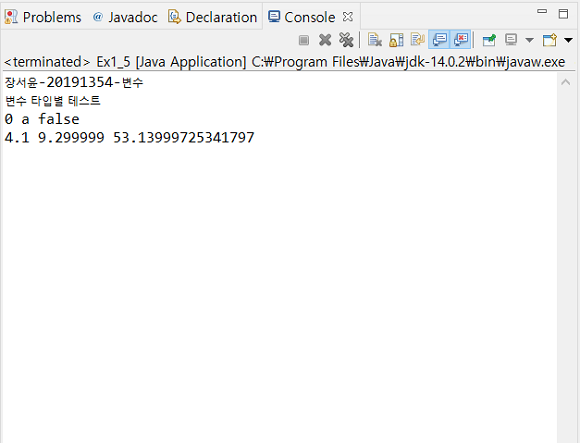 Problems @ Javadoc Declaration Console
<terminated> Ex1_5 [Java Application] C:₩Program Files₩Java₩jdk-14.0.2₩bin₩javaw.exe
장서윤-20191354-변수
변수 타입별 테스트
0 a false
4.1 9.299999 53.13999725341797